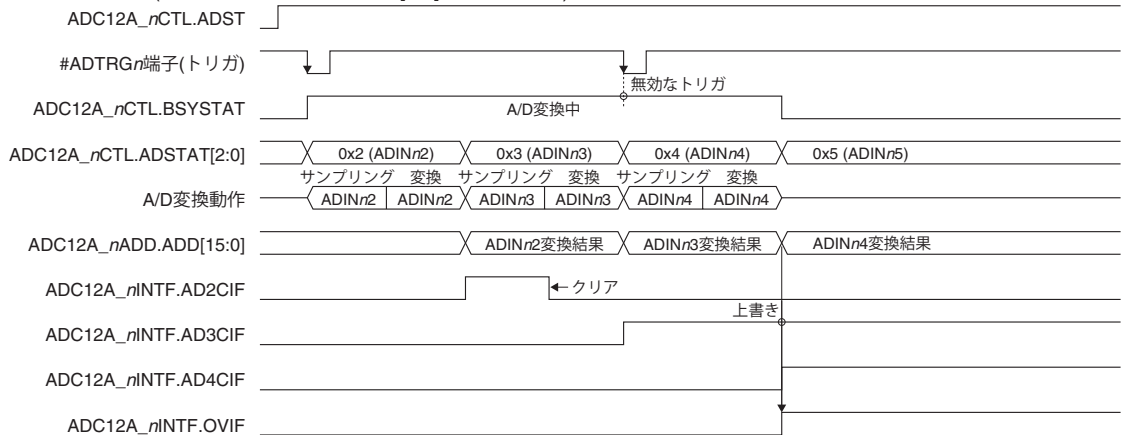 ADC12A_nCTL.ADST
#ADTRGn端子(トリガ)
無効なトリガ
ADC12A_nCTL.BSYSTAT
A/D変換中
ADC12A_nCTL.ADSTAT[2:0] 0x2 (ADINn2) 0x3 (ADINn3) 0x4 (ADINn4) 0x5 (ADINn5)
サンプリング 変換 サンプリング 変換 サンプリング 変換
A/D変換動作 ADINn2 ADINn2 ADINn3 ADINn3 ADINn4 ADINn4
ADC12A_nADD.ADD[15:0] ADINn2変換結果 ADINn3変換結果 ADINn4変換結果
ADC12A_nINTF.AD2CIF クリア
上書き
ADC12A_nINTF.AD3CIF
ADC12A_nINTF.AD4CIF
ADC12A_nINTF.OVIF